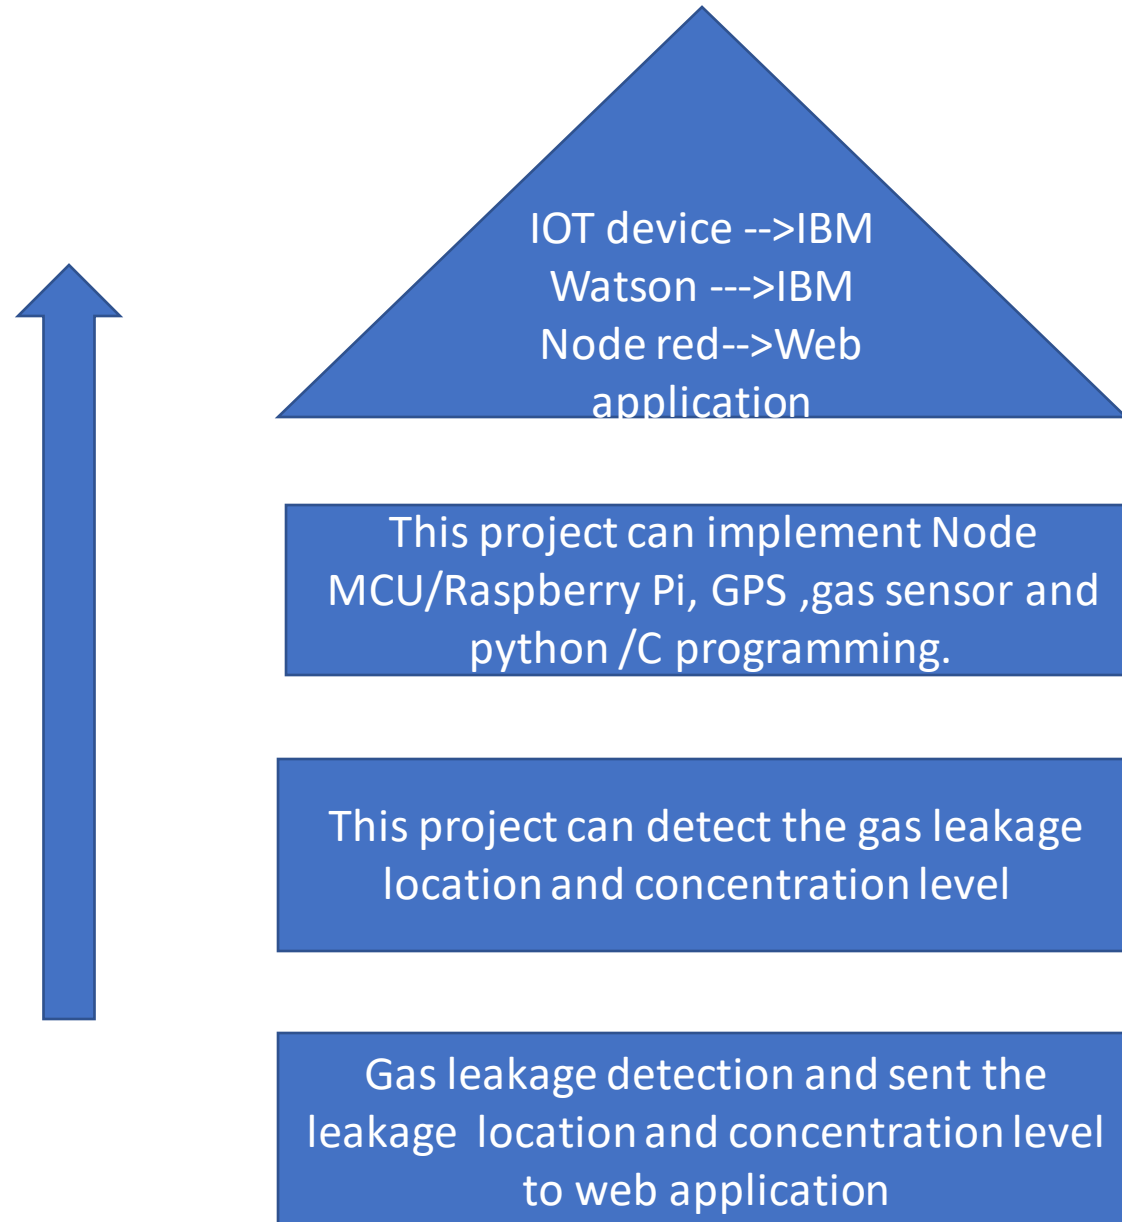 IOT device -->IBM
Watson --->IBM
Node red-->Web
application
This project can implement Node
MCU/Raspberry Pi, GPS ,gas sensor and
python /C programming.
This project can detect the gas leakage
location and concentration level
Gas leakage detection and sent the
leakage  location and concentration level
to web application